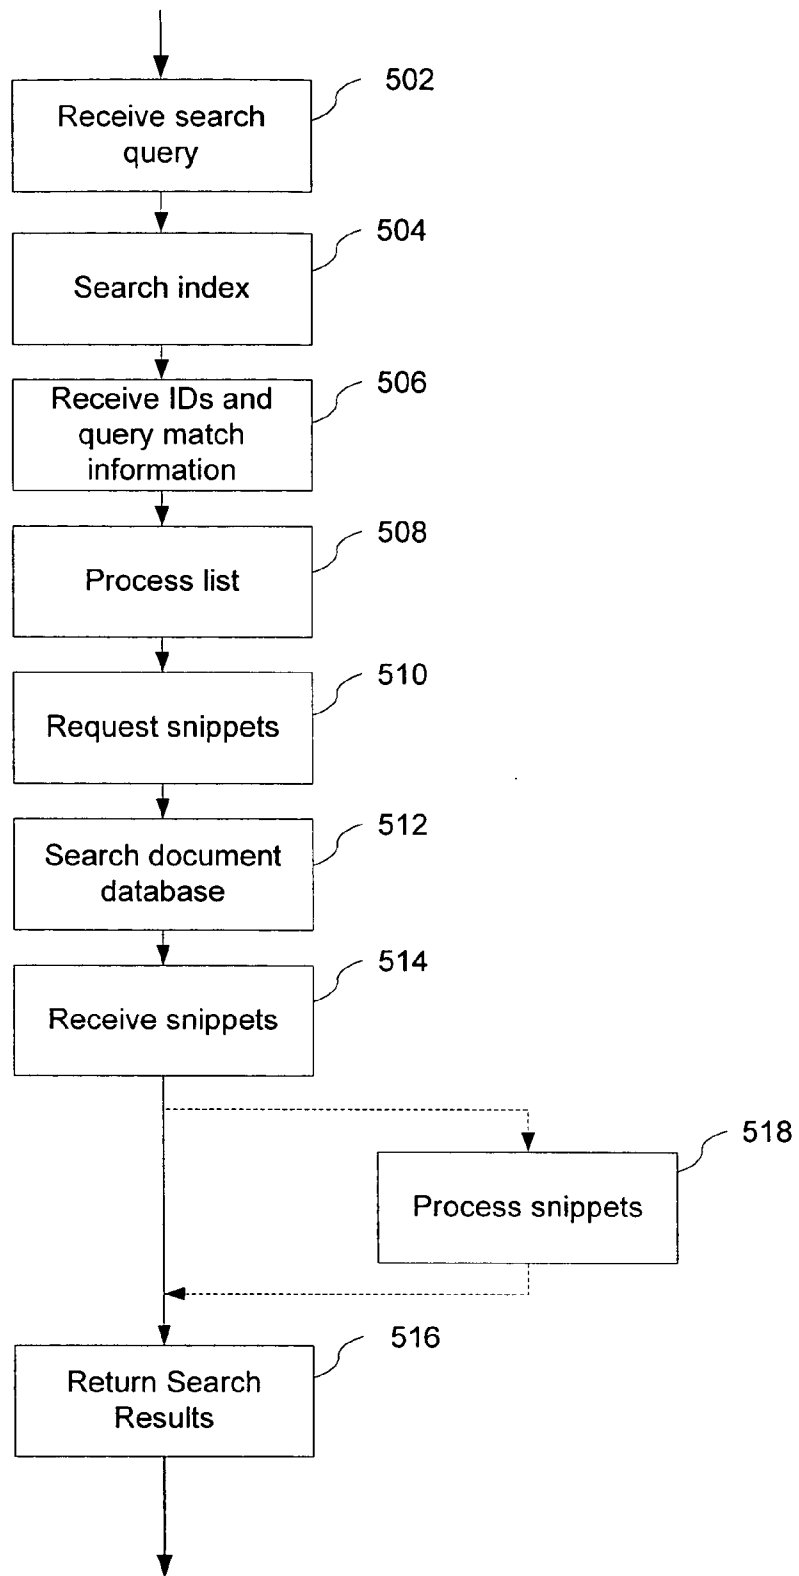 502
Receive search
query
504
Search index
506
Receive IDs and
query match
information
508
Process list
510
Request snippets
512
Search document
database
514
Receive snippets
518
Process snippets
516
Return Search
Results